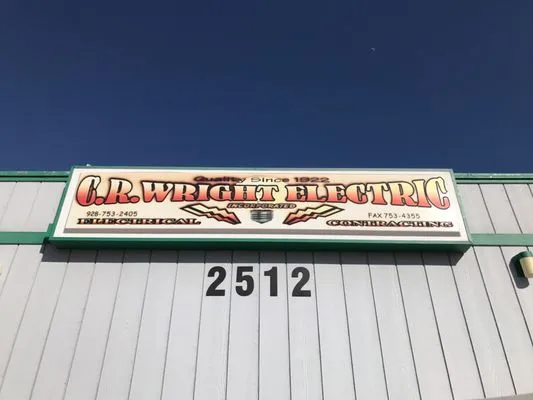 Quality Since 1922
C.R. WRIGHT ELECTRIC
INCORPORATED
928-753-2405 FAX 753-4355
ELECTRICAL CONTRACTING
2512